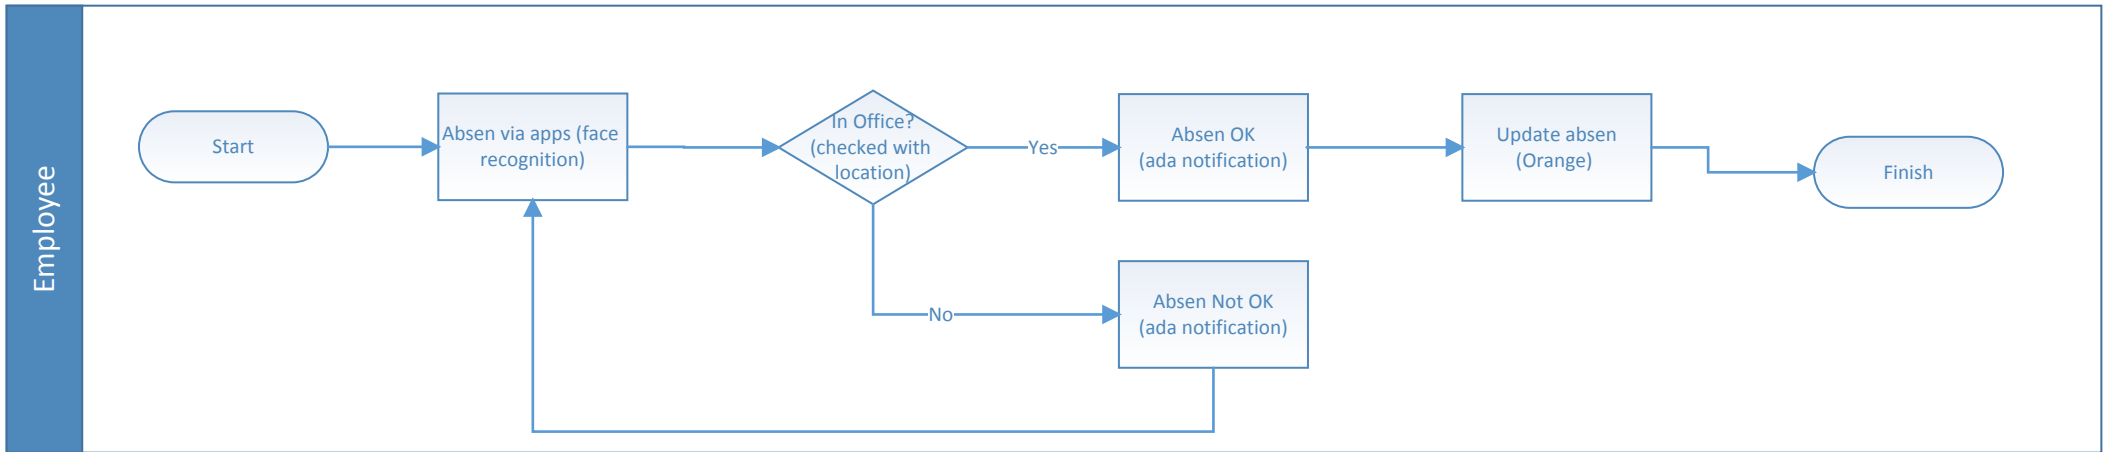 Employee
Start
Absen via apps (face
recognition)
In Office?
(checked with
location)
Yes
Absen OK
(ada notification)
Update absen
(Orange)
Finish
No
Absen Not OK
(ada notification)